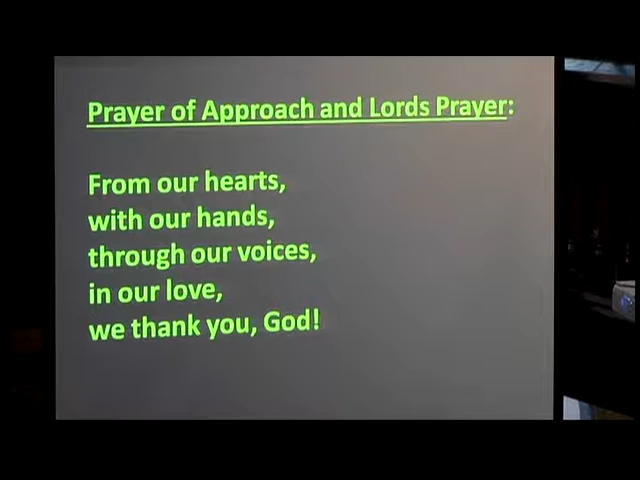 Prayer of Approach and Lords Prayer:
From our hearts,
with our hands,
through our voices,
in our love,
we thank you, God!